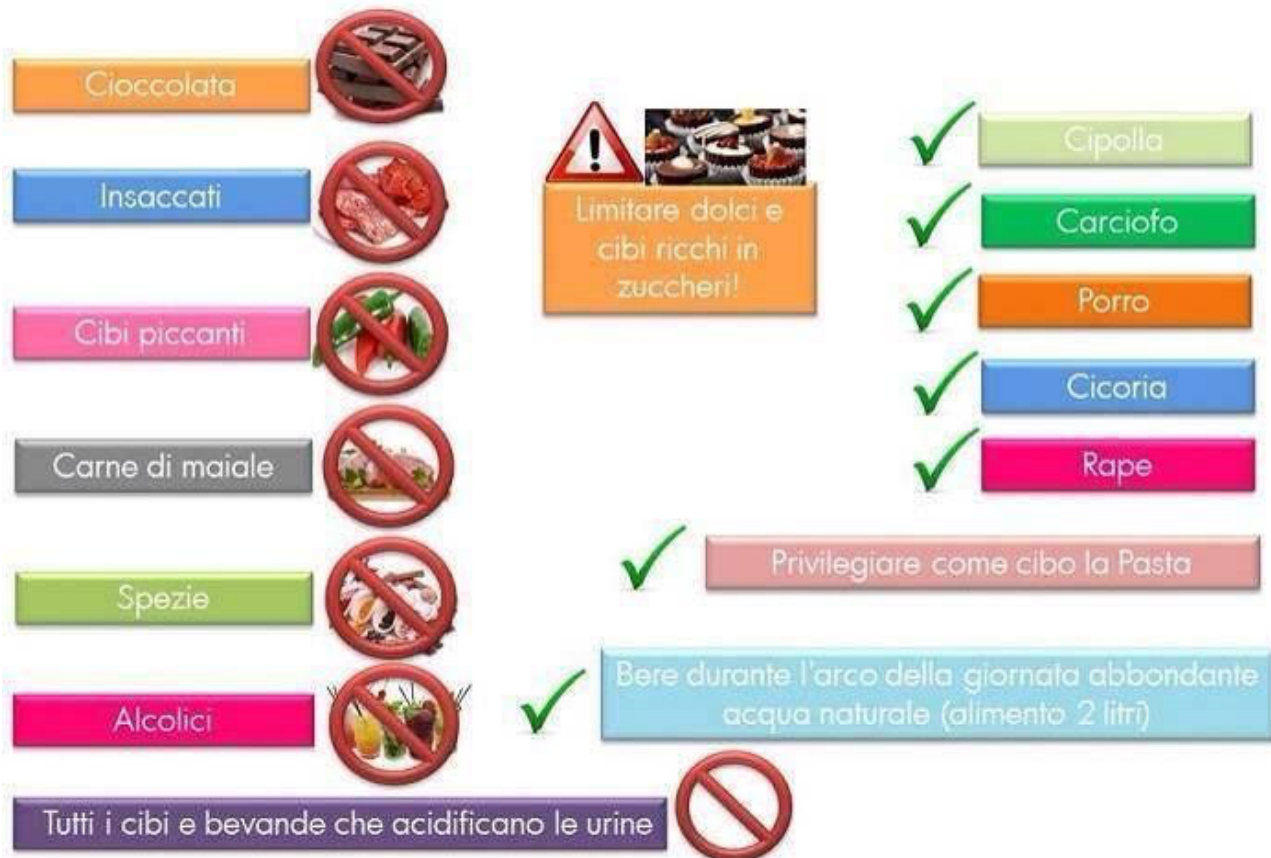 Cioccolata
Insaccati
Cibi piccanti
Carne di maiale
Spezie
Alcolici
Tutti i cibi e bevande che acidificano le urine
Limitare dolci e
cibi ricchi in
zuccheri!
Cipolla
Carciofo
Porro
Cicoria
Rape
Privilegiare come cibo la Pasta
Bere durante l'arco della giornata abbondante
acqua naturale (alimento 2 litri)